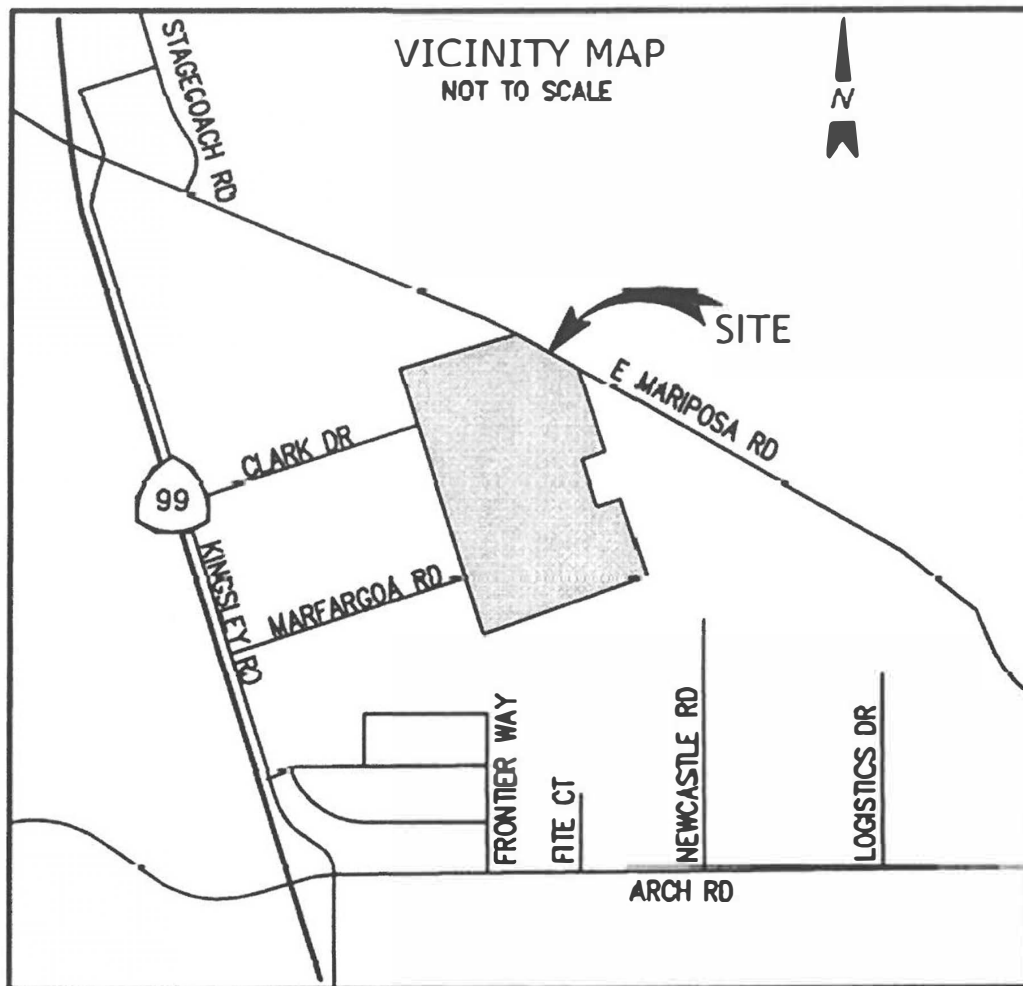 VICINITY MAP
NOT TO SCALE
N
STAGECOACH RD
SITE
E MARIPOSA RD
CLARK DR
99
KINGSLEY RD
MARFARGOA RD
FRONTIER WAY
FITE CT
NEWCASTLE RD
LOGISTICS DR
ARCH RD